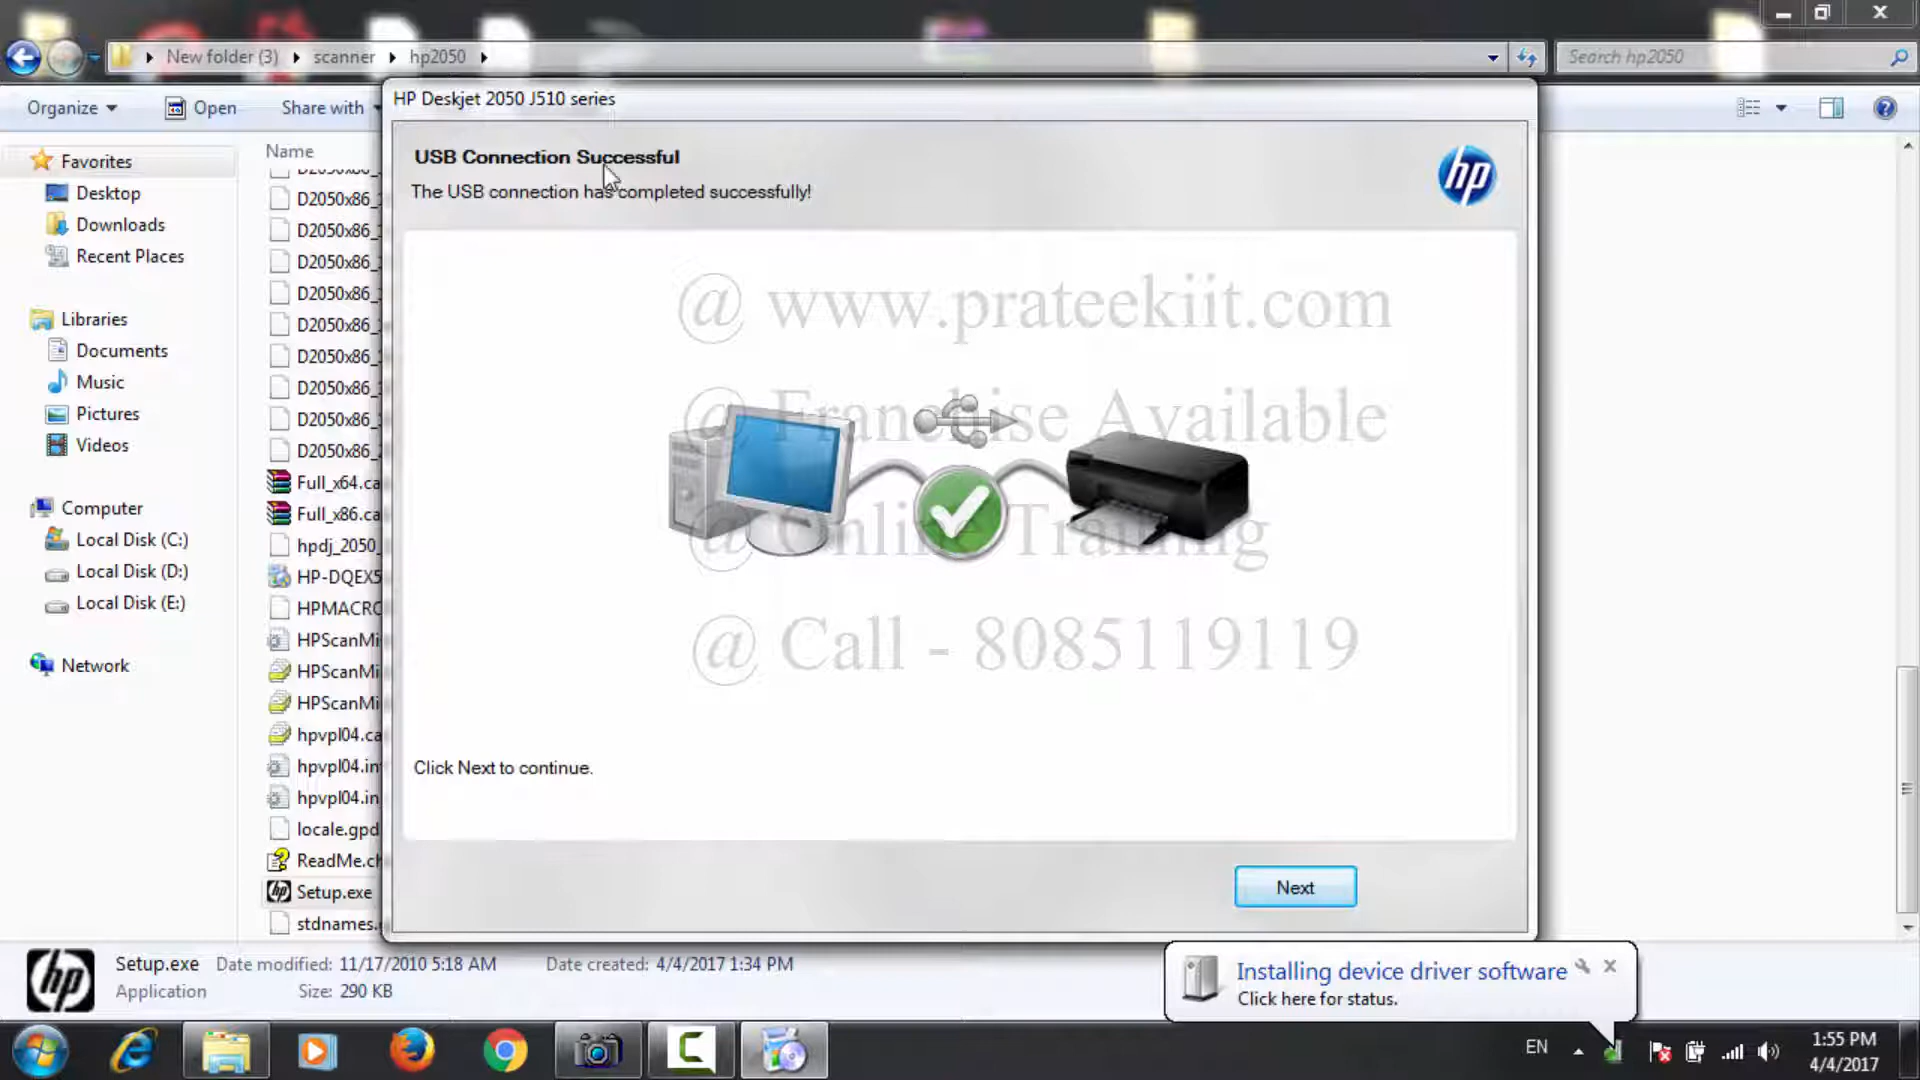 New folder (3)
scanner
hp2050
Search hp2050
Organize
Open
Share with
HP Deskjet 2050 J510 series
USB Connection Successful
The USB connection has completed successfully!
hp
Favorites
Desktop
Downloads
Recent Places
Libraries
Documents
Music
Pictures
Videos
Computer
Local Disk (C:)
Local Disk (D:)
Local Disk (E:)
Network
Name
D2050x86_
D2050x86_
D2050x86_
D2050x86_
D2050x86_
D2050x86_
D2050x86_
D2050x86_
D2050x86_
Full_x64.ca
Full_x86.ca
hpdj_2050_
HP-DQEX5
HPMACRO
HPScanMi
HPScanMi
HPScanMi
hpvpl04.ca
hpvpl04.in
hpvpl04.in
locale.gpd
ReadMe.ch
Setup.exe
stdnames.
@ www.prateekiit.com
@ Franchise Available
@ Online Training
@ Call - 8085119119
Click Next to continue.
Next
Setup.exe Date modified: 11/17/2010 5:18 AM Date created: 4/4/2017 1:34 PM
Application Size: 290 KB
Installing device driver software
Click here for status.
EN
1:55 PM
4/4/2017